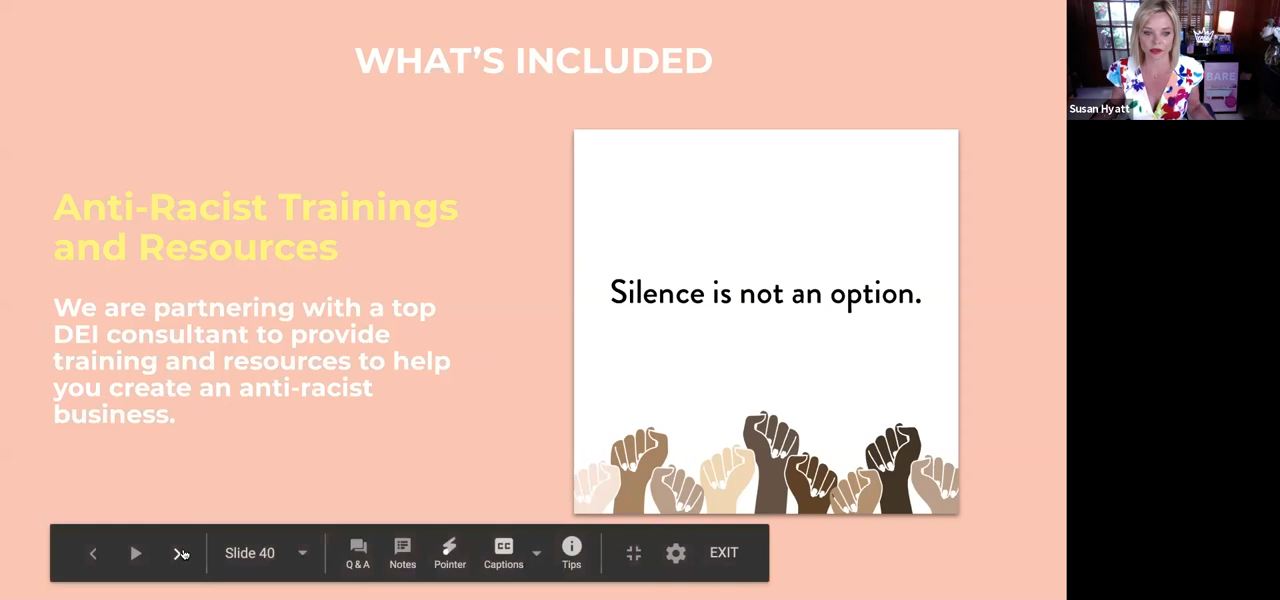 WHAT'S INCLUDED
Anti-Racist Trainings
and Resources
We are partnering with a top
DEI consultant to provide
training and resources to help
you create an anti-racist
business.
Silence is not an option.
Slide 40
Q & A
Notes
Pointer
CC
Captions
Tips
EXIT
BARE
Susan Hyatt